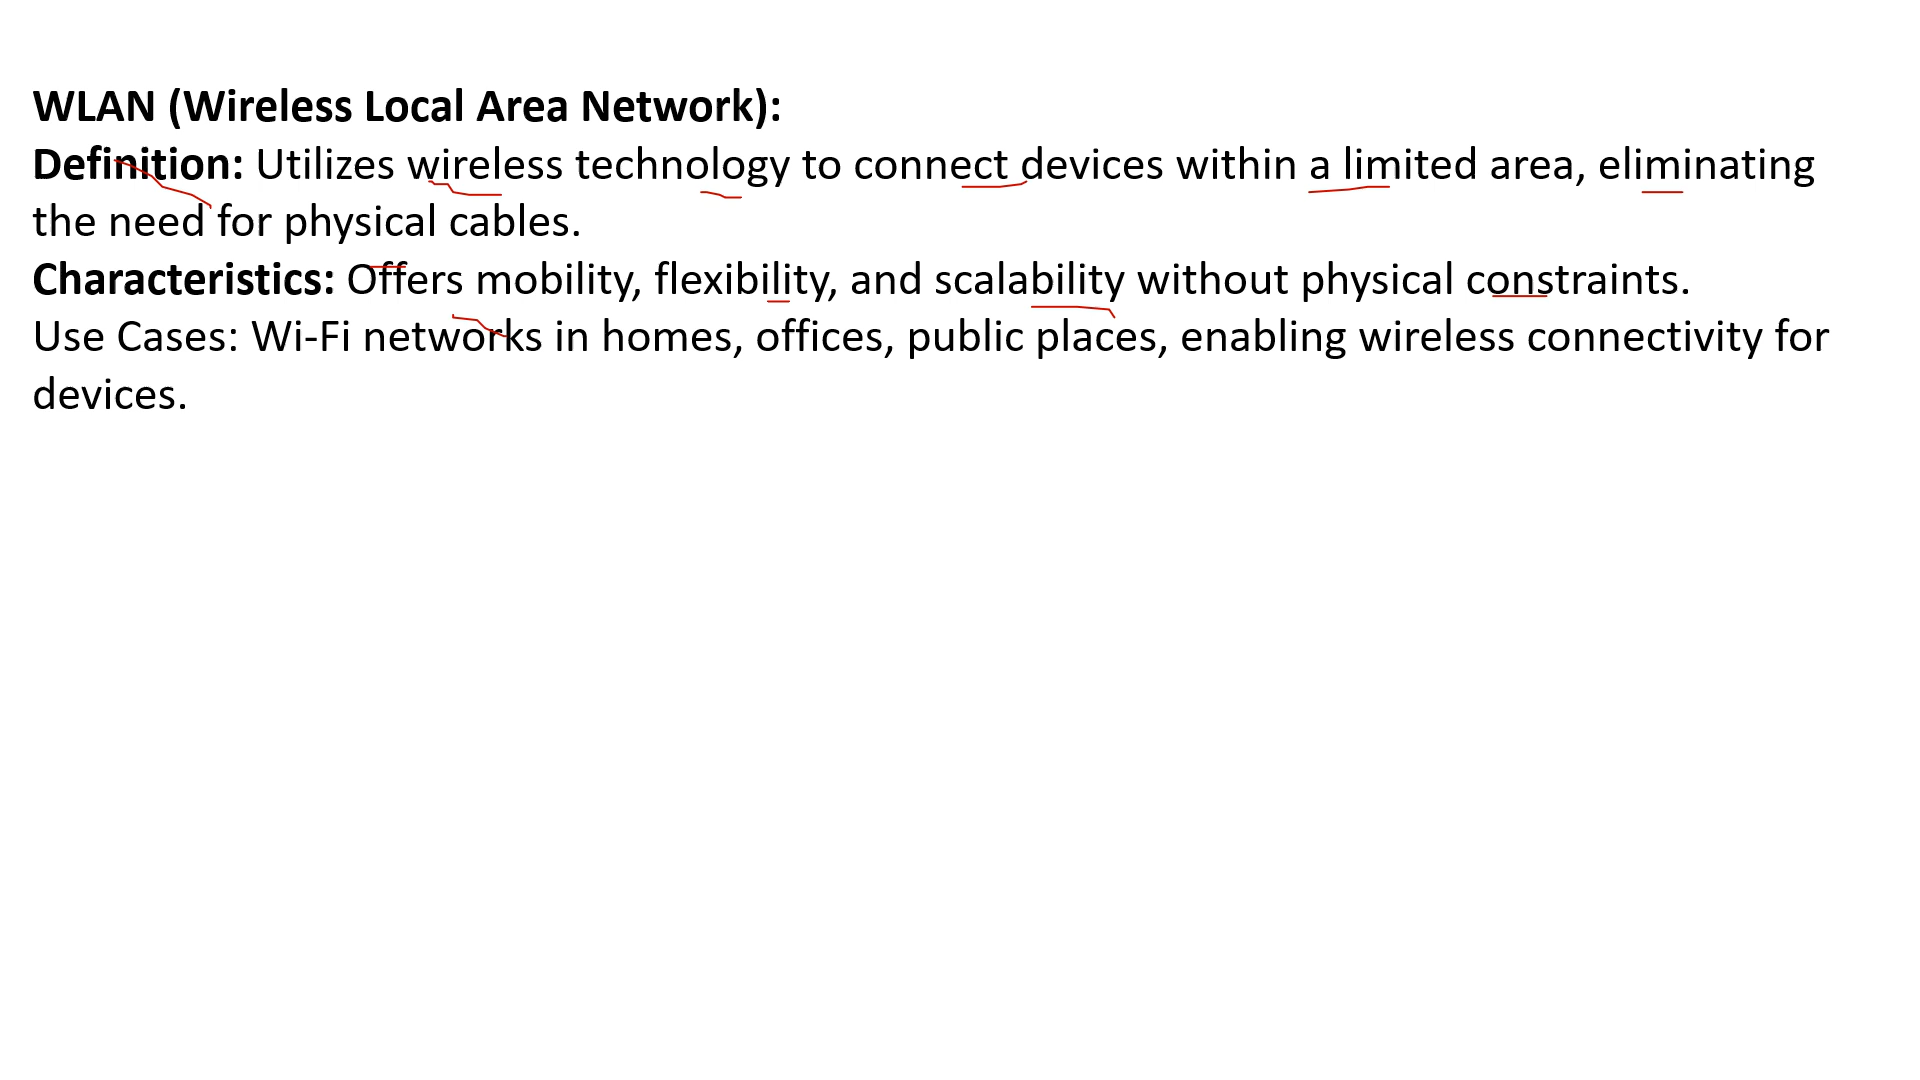 WLAN (Wireless Local Area Network):
Definition: Utilizes wireless technology to connect devices within a limited area, eliminating
the need for physical cables.
Characteristics: Offers mobility, flexibility, and scalability without physical constraints.
Use Cases: Wi-Fi networks in homes, offices, public places, enabling wireless connectivity for
devices.